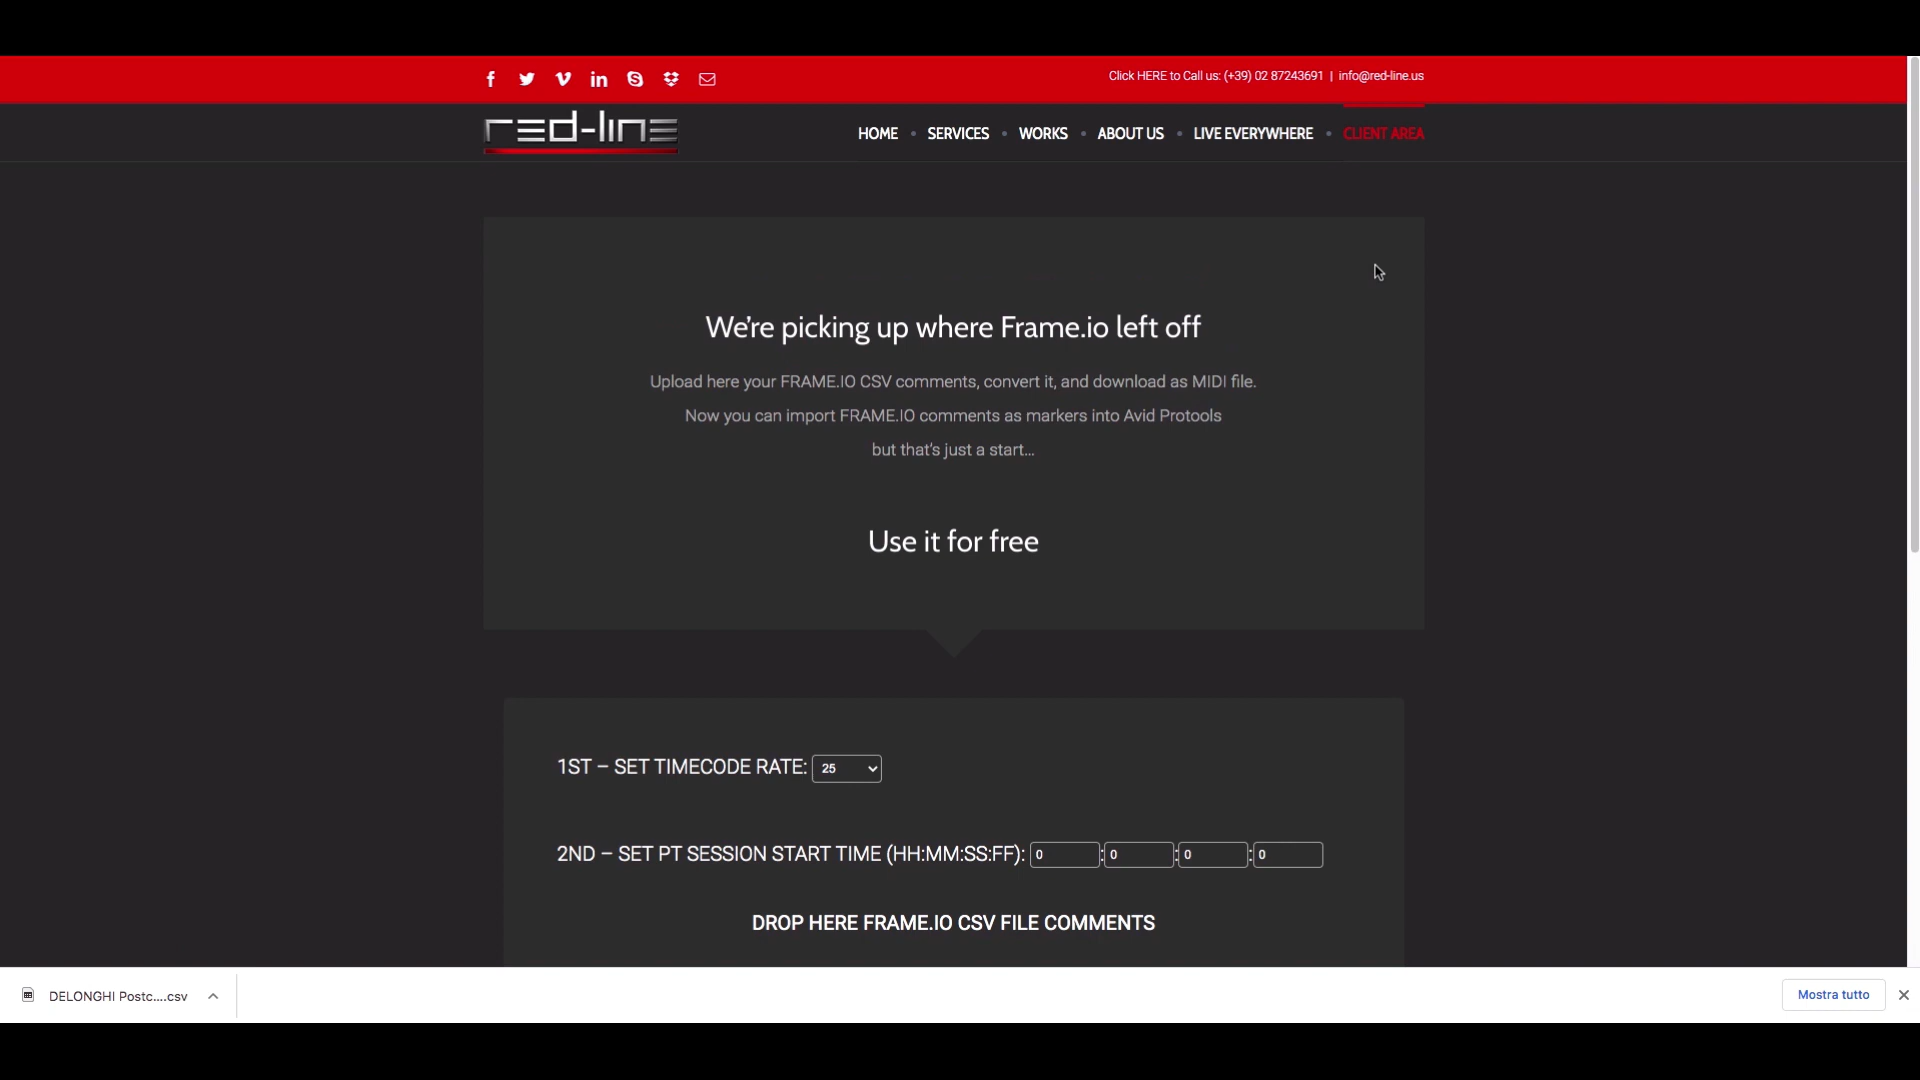 Click HERE to Call us: (+39) 02 87243691 | info@red-line.us
red-line
HOME • SERVICES • WORKS • ABOUT US • LIVE EVERYWHERE • CLIENT AREA
We're picking up where Frame.io left off
Upload here your FRAME.IO CSV comments, convert it, and download as MIDI file.
Now you can import FRAME.IO comments as markers into Avid Protools
but that's just a start...
Use it for free
1ST – SET TIMECODE RATE: 25
2ND – SET PT SESSION START TIME (HH:MM:SS:FF): 0 : 0 : 0 : 0
DROP HERE FRAME.IO CSV FILE COMMENTS
DELONGHI Postc....csv
Mostra tutto